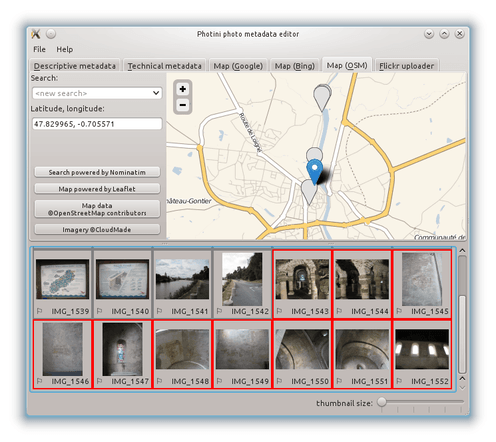 Photini photo metadata editor
File Help
Descriptive metadata Technical metadata Map (Google) Map (Bing) Map (OSM) Flickr uploader
Search:
<new search>
Latitude, longitude:
47.829965, -0.705571
Search powered by Nominatim
Map powered by Leaflet
Map data
©OpenStreetMap contributors
Imagery ©CloudMade
+
−
Route de Laigné
hâteau-Gontier
Communauté de
IMG_1539 IMG_1540 IMG_1541 IMG_1542 IMG_1543 IMG_1544 IMG_1545
IMG_1546 IMG_1547 IMG_1548 IMG_1549 IMG_1550 IMG_1551 IMG_1552
thumbnail size: